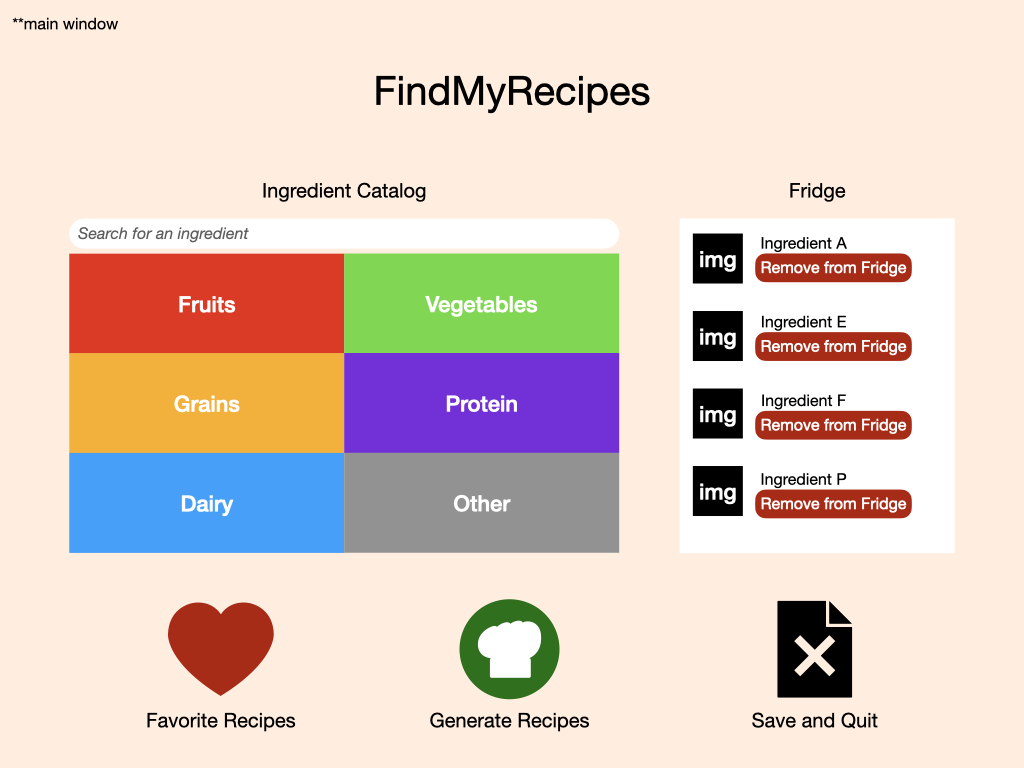 **main window
FindMyRecipes
Ingredient Catalog
Search for an ingredient
Fruits
Vegetables
Grains
Protein
Dairy
Other
Fridge
img
Ingredient A
Remove from Fridge
img
Ingredient E
Remove from Fridge
img
Ingredient F
Remove from Fridge
img
Ingredient P
Remove from Fridge
Favorite Recipes
Generate Recipes
Save and Quit